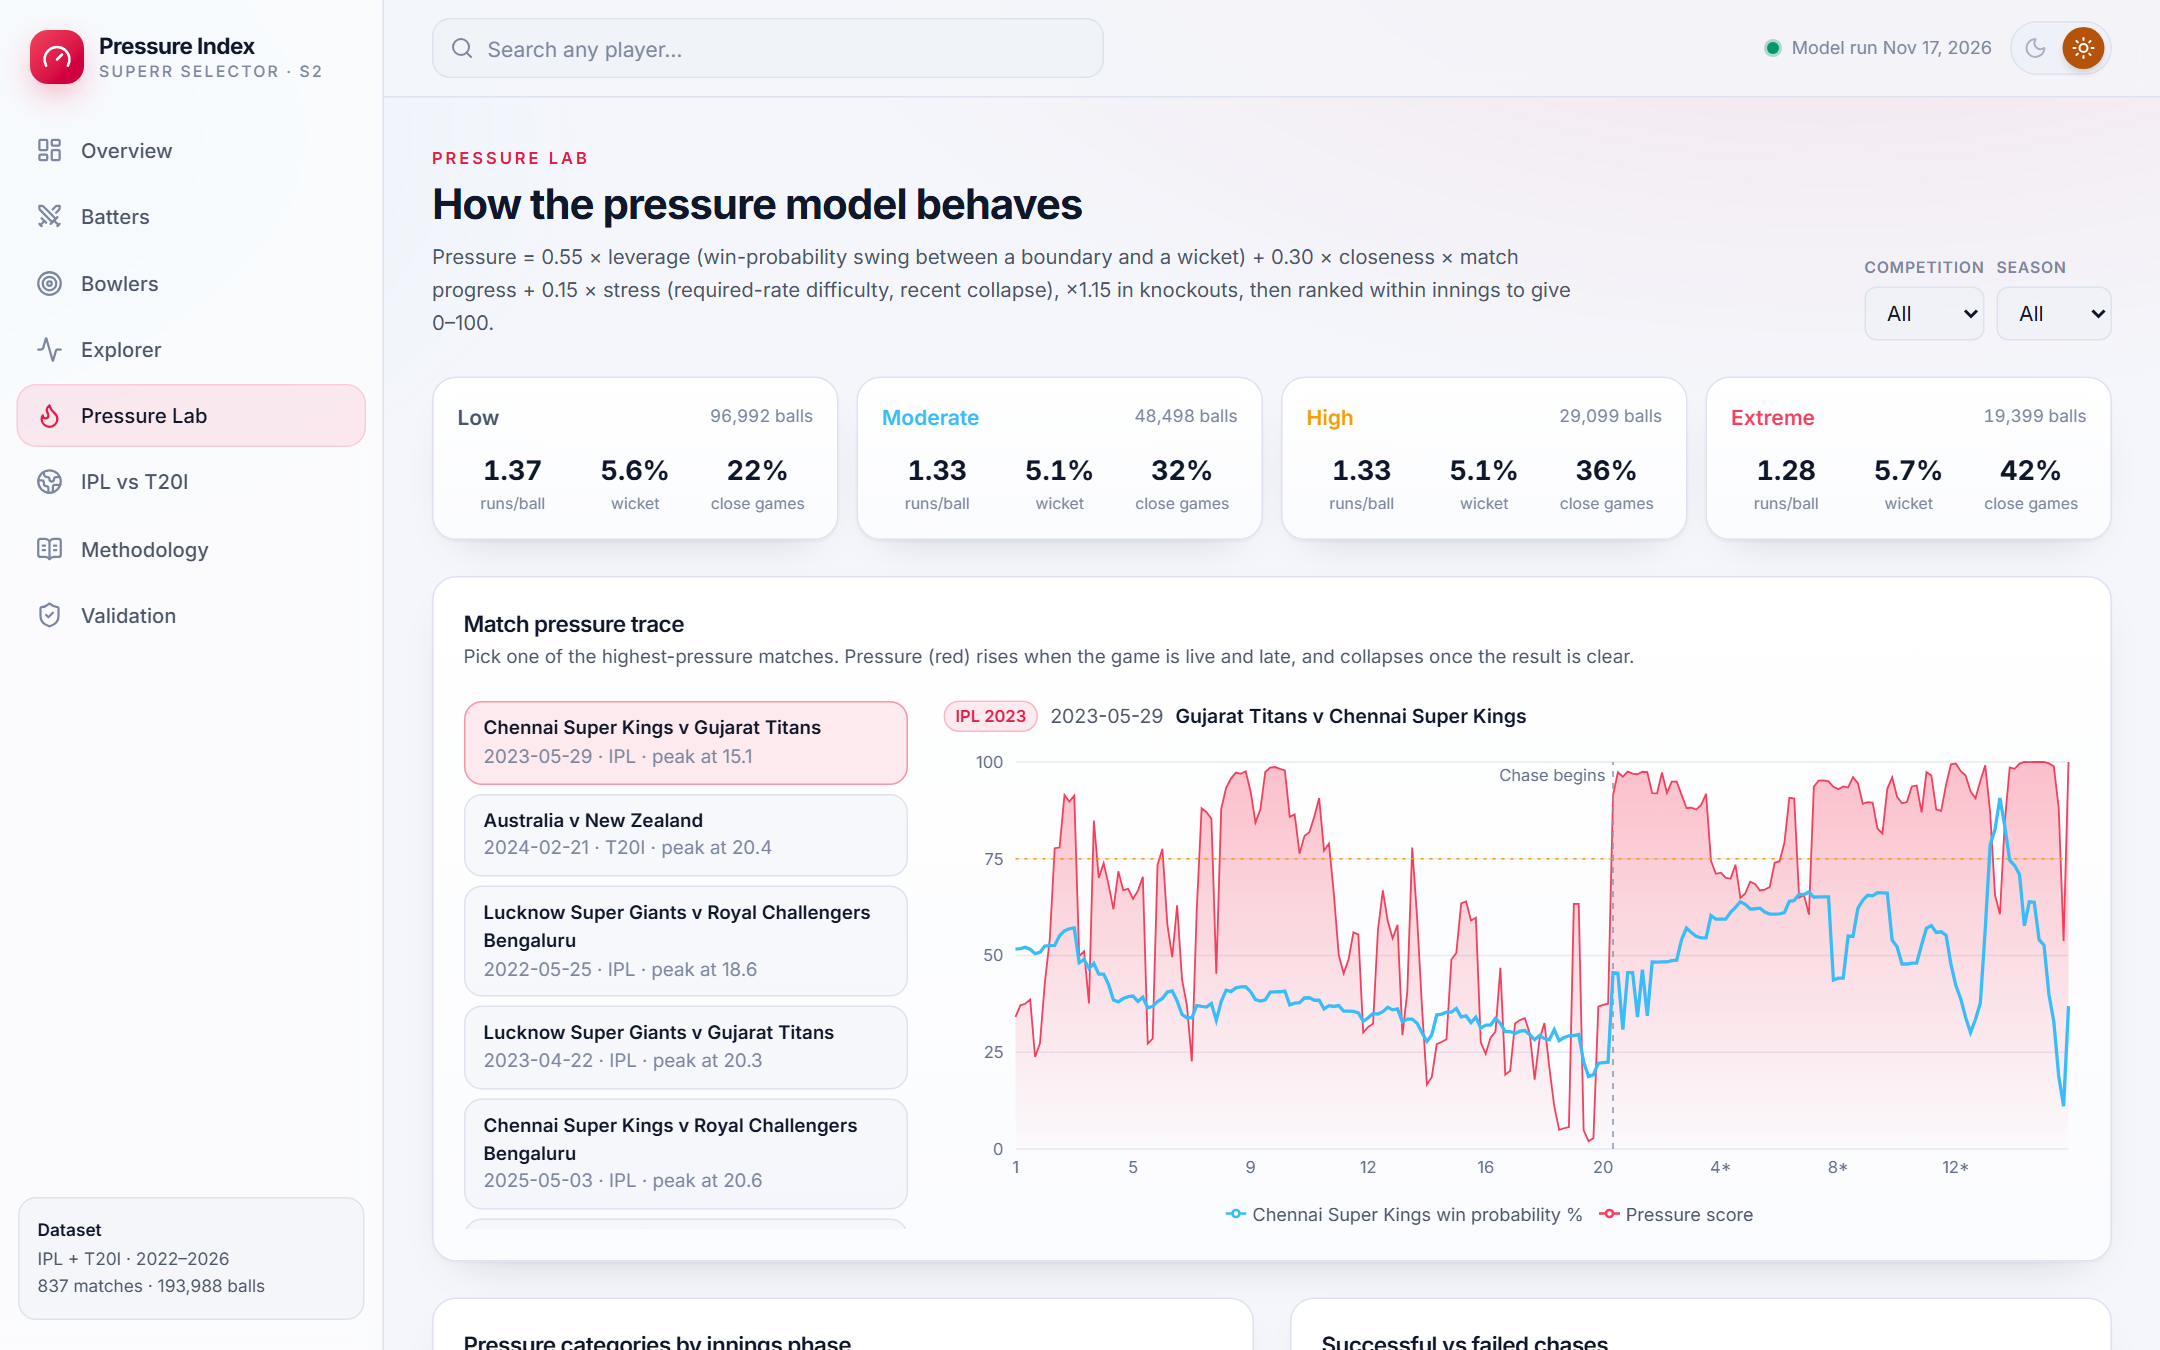 Pressure Index
SUPERR SELECTOR · S2
Overview
Batters
Bowlers
Explorer
Pressure Lab
IPL vs T20I
Methodology
Validation
Dataset
IPL + T20I · 2022–2026
837 matches · 193,988 balls
Search any player...
Model run Nov 17, 2026
PRESSURE LAB
How the pressure model behaves
Pressure = 0.55 × leverage (win-probability swing between a boundary and a wicket) + 0.30 × closeness × match
progress + 0.15 × stress (required-rate difficulty, recent collapse), ×1.15 in knockouts, then ranked within innings to give
0–100.
COMPETITION SEASON
All All
Low 96,992 balls
1.37 5.6% 22%
runs/ball wicket close games
Moderate 48,498 balls
1.33 5.1% 32%
runs/ball wicket close games
High 29,099 balls
1.33 5.1% 36%
runs/ball wicket close games
Extreme 19,399 balls
1.28 5.7% 42%
runs/ball wicket close games
Match pressure trace
Pick one of the highest-pressure matches. Pressure (red) rises when the game is live and late, and collapses once the result is clear.
Chennai Super Kings v Gujarat Titans
2023-05-29 · IPL · peak at 15.1
Australia v New Zealand
2024-02-21 · T20I · peak at 20.4
Lucknow Super Giants v Royal Challengers
Bengaluru
2022-05-25 · IPL · peak at 18.6
Lucknow Super Giants v Gujarat Titans
2023-04-22 · IPL · peak at 20.3
Chennai Super Kings v Royal Challengers
Bengaluru
2025-05-03 · IPL · peak at 20.6
IPL 2023 2023-05-29 Gujarat Titans v Chennai Super Kings
100
75
50
25
0
Chase begins
1 5 9 12 16 20 4* 8* 12*
Chennai Super Kings win probability % Pressure score
Pressure categories by innings phase
Successful vs failed chases